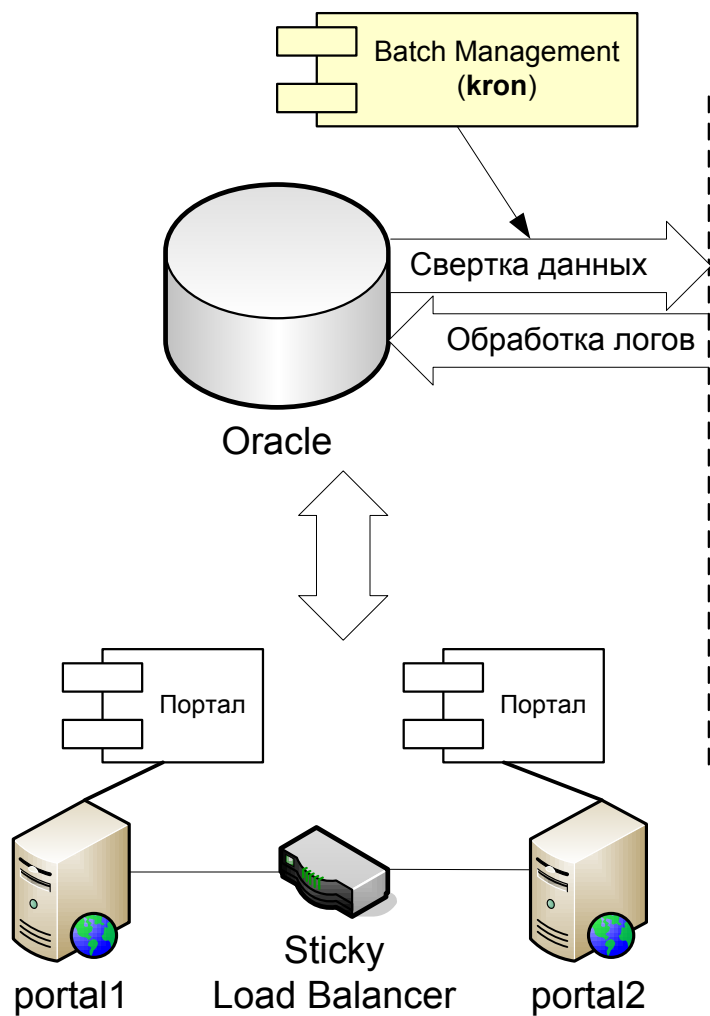 Batch Management
(kron)
Свертка данных
Обработка логов
Oracle
Портал
Портал
Sticky
Load Balancer
portal1
portal2